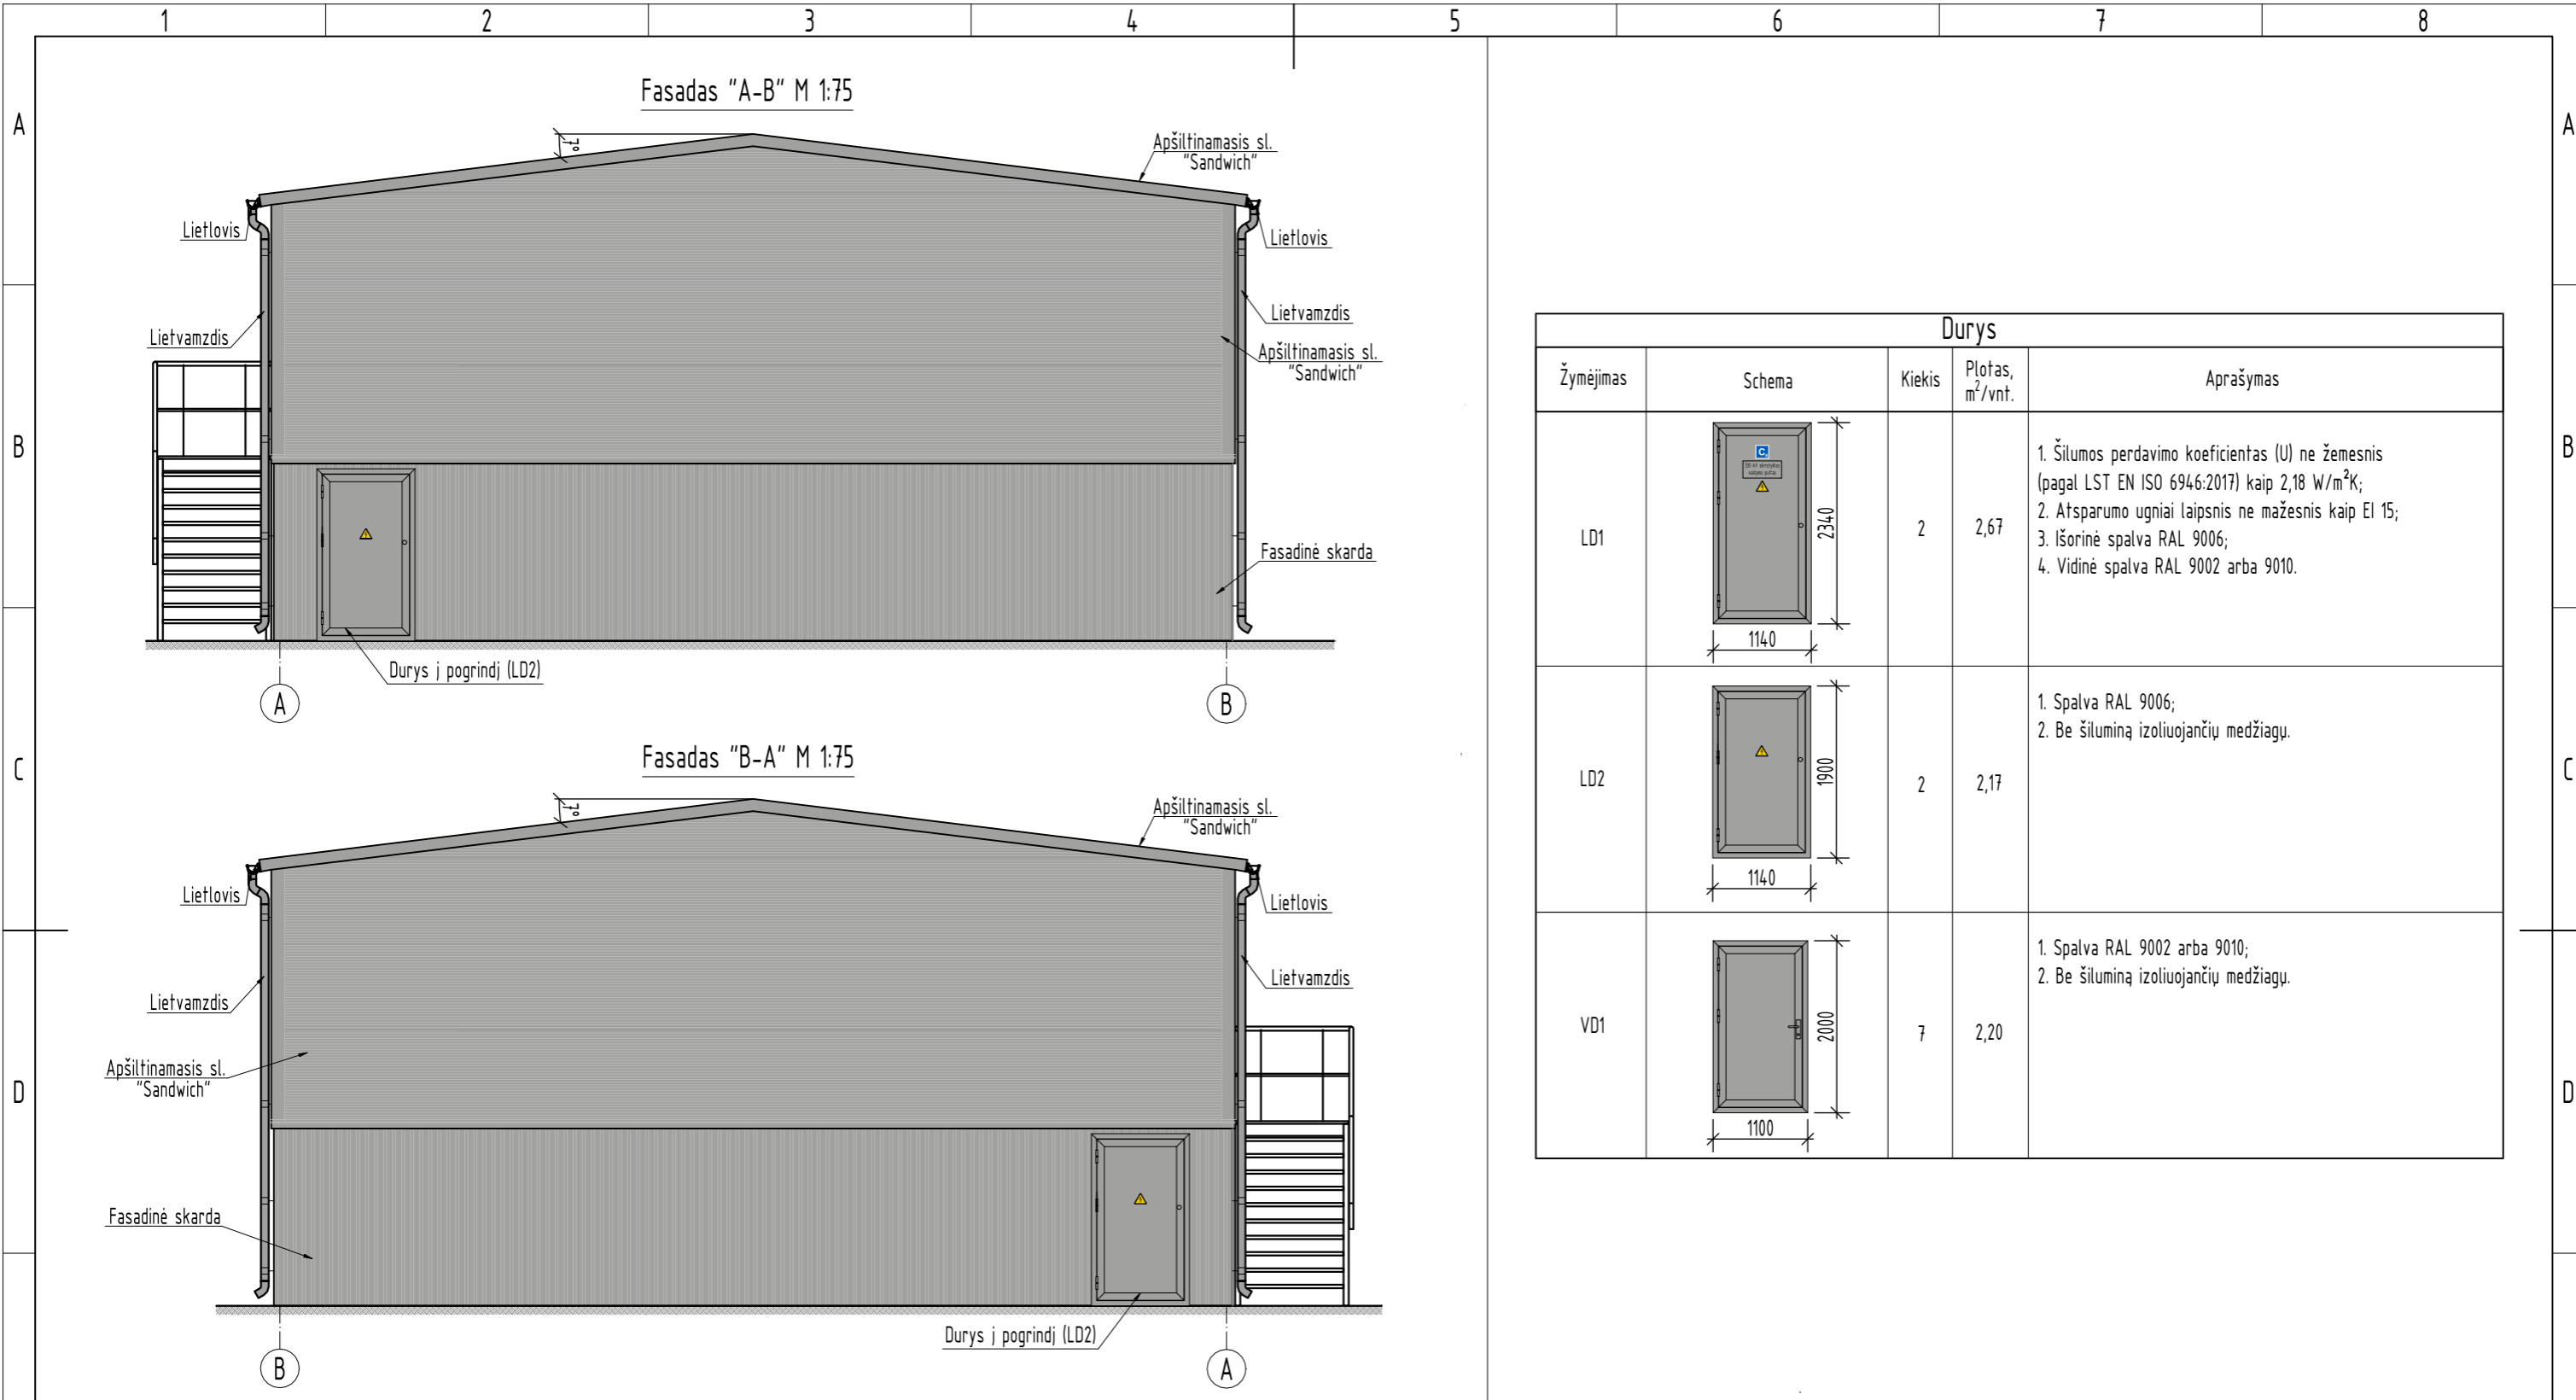 1 2 3 4 5 6 7 8
A
B
C
D
A
B
C
D
Fasadas "A-B" M 1:75
7°
Apšiltinamasis sl.
"Sandwich"
Lietlovis
Lietlovis
Lietvamzdis
Lietvamzdis
Apšiltinamasis sl.
"Sandwich"
Fasadinė skarda
Durys į pogrindį (LD2)
A
B
Fasadas "B-A" M 1:75
7°
Apšiltinamasis sl.
"Sandwich"
Lietlovis
Lietlovis
Lietvamzdis
Lietvamzdis
Apšiltinamasis sl.
"Sandwich"
Fasadinė skarda
Durys į pogrindį (LD2)
B
A
Durys
Žymėjimas
Schema
Kiekis
Plotas,
m²/vnt.
Aprašymas
LD1
C
2340
1140
2
2,67
1. Šilumos perdavimo koeficientas (U) ne žemesnis
(pagal LST EN ISO 6946:2017) kaip 2,18 W/m²K;
2. Atsparumo ugniai laipsnis ne mažesnis kaip EI 15;
3. Išorinė spalva RAL 9006;
4. Vidinė spalva RAL 9002 arba 9010.
LD2
1900
1140
2
2,17
1. Spalva RAL 9006;
2. Be šiluminą izoliuojančių medžiagų.
VD1
2000
1100
7
2,20
1. Spalva RAL 9002 arba 9010;
2. Be šiluminą izoliuojančių medžiagų.